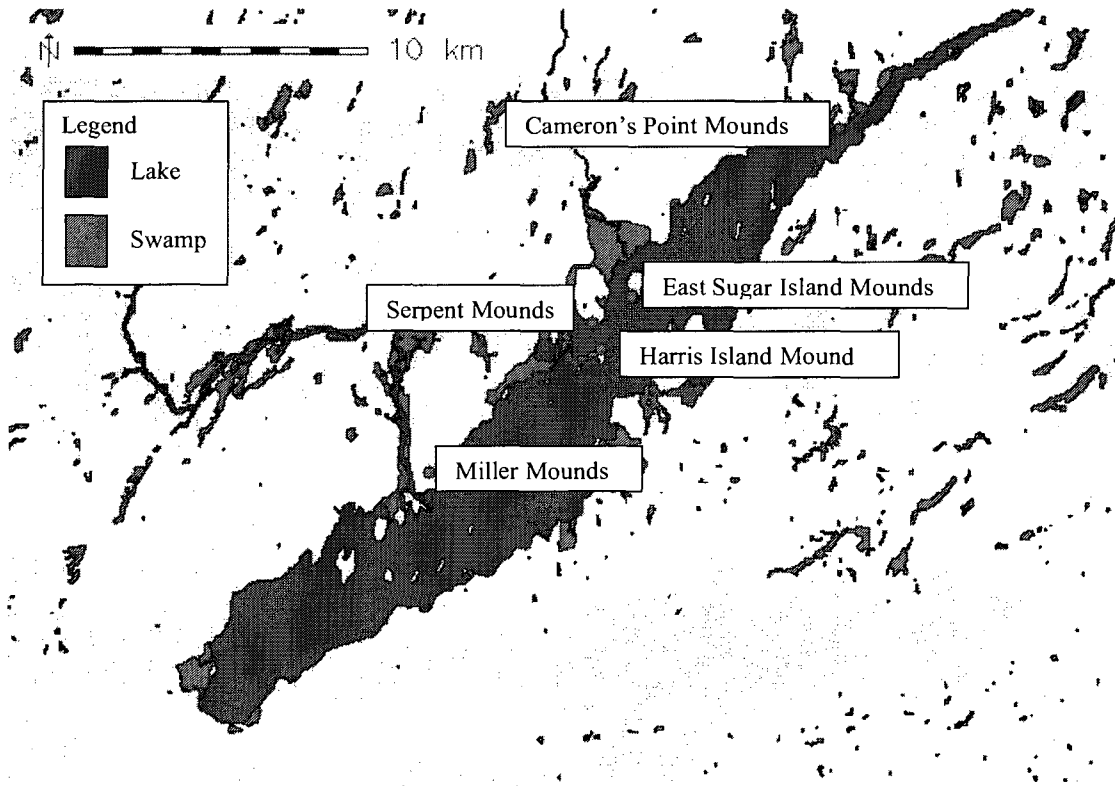 N
10 km
Legend
Lake
Swamp
Cameron's Point Mounds
East Sugar Island Mounds
Serpent Mounds
Harris Island Mound
Miller Mounds